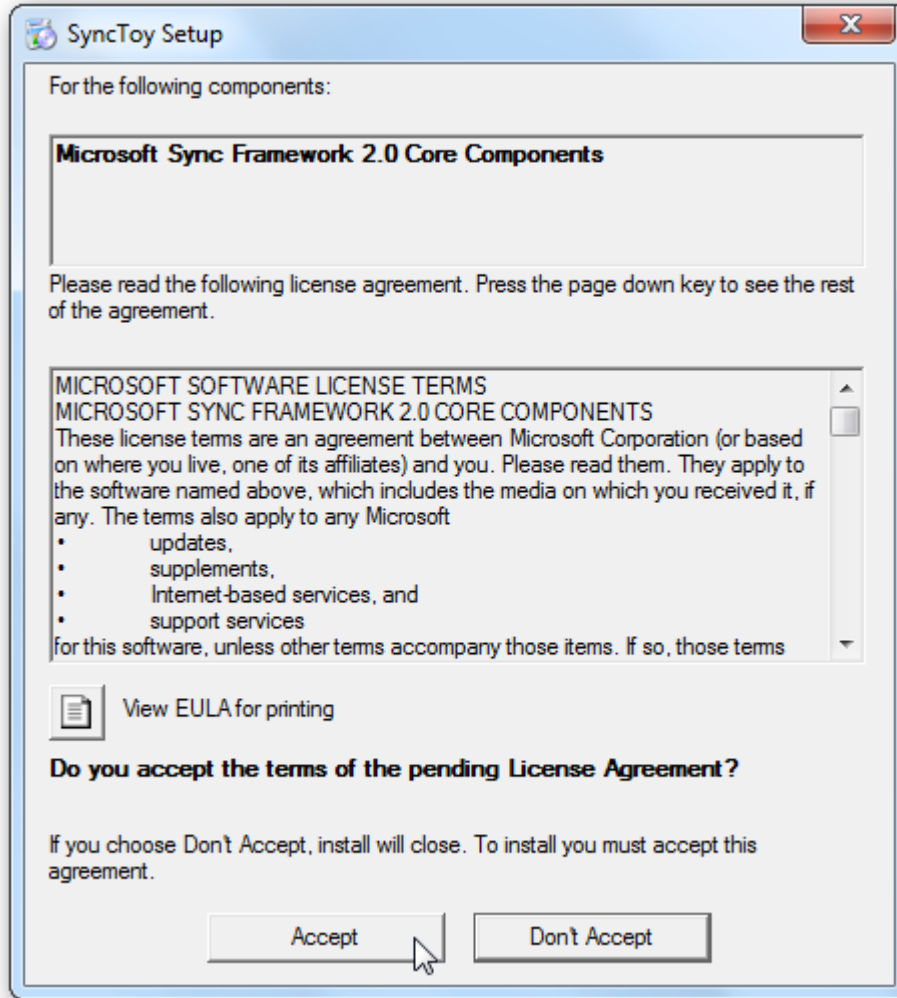 SyncToy Setup
For the following components:
Microsoft Sync Framework 2.0 Core Components
Please read the following license agreement. Press the page down key to see the rest
of the agreement.
MICROSOFT SOFTWARE LICENSE TERMS
MICROSOFT SYNC FRAMEWORK 2.0 CORE COMPONENTS
These license terms are an agreement between Microsoft Corporation (or based
on where you live, one of its affiliates) and you. Please read them. They apply to
the software named above, which includes the media on which you received it, if
any. The terms also apply to any Microsoft
• updates,
• supplements,
• Internet-based services, and
• support services
for this software, unless other terms accompany those items. If so, those terms
View EULA for printing
Do you accept the terms of the pending License Agreement?
If you choose Don't Accept, install will close. To install you must accept this
agreement.
Accept
Don't Accept